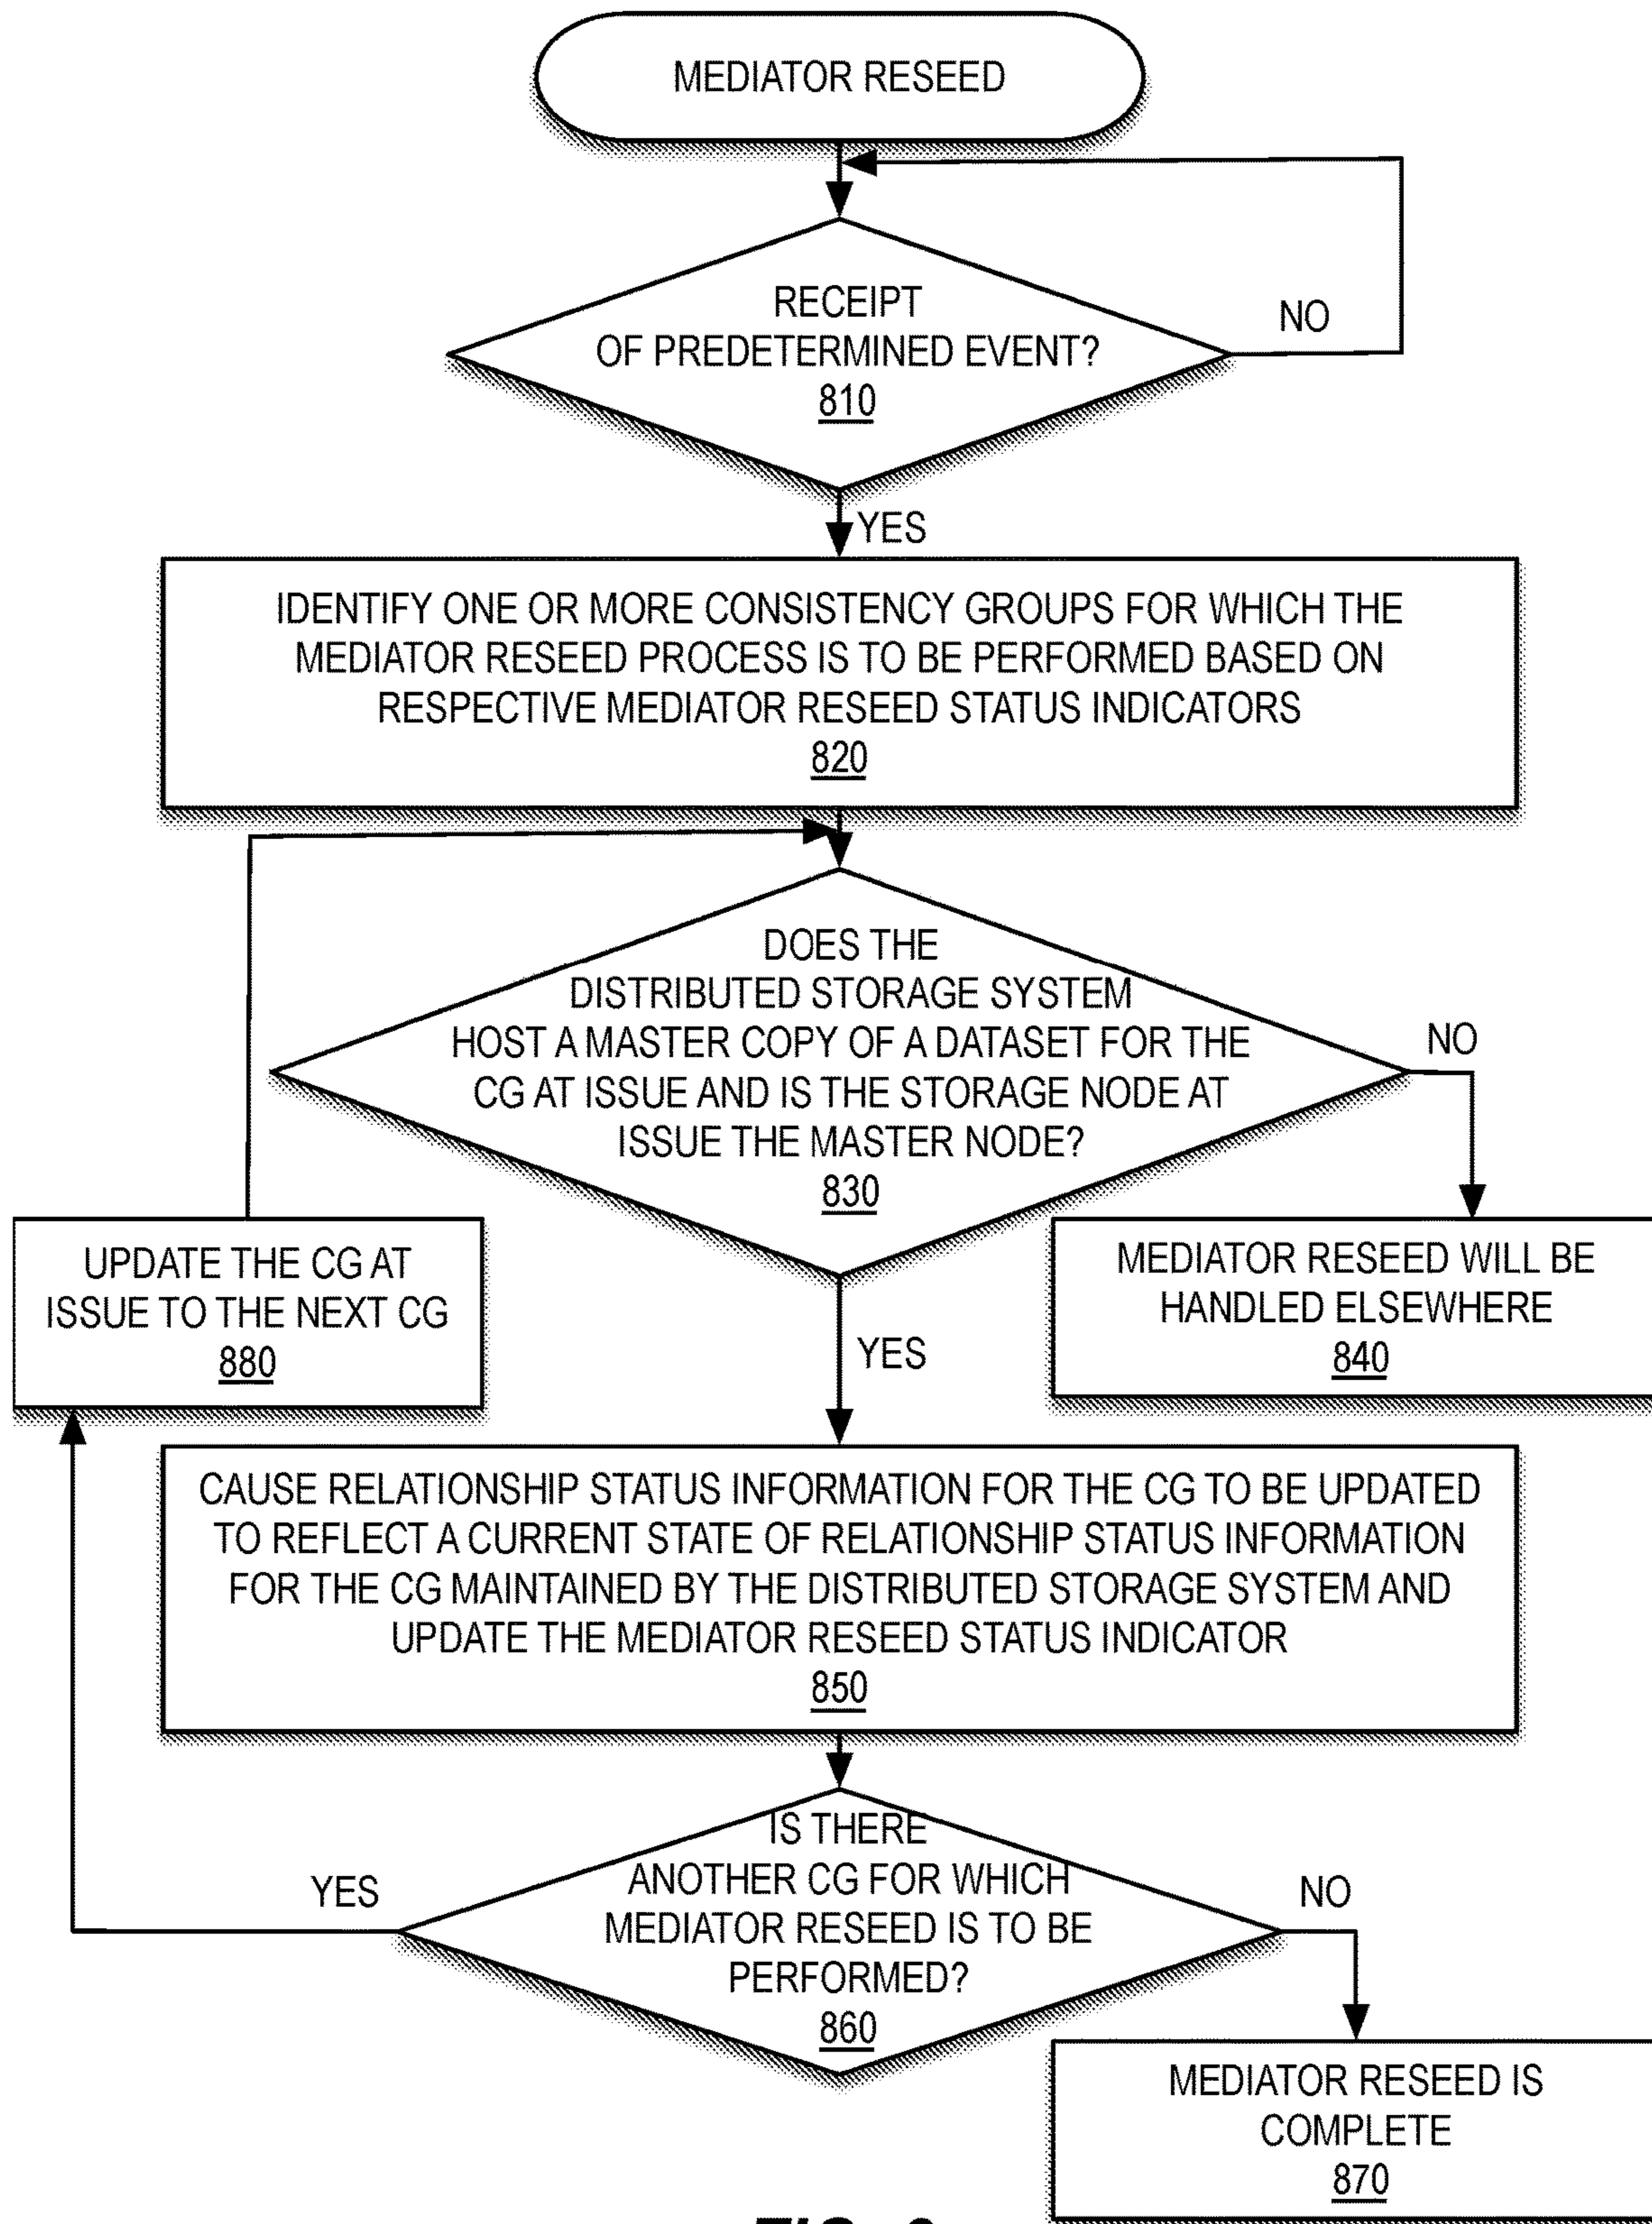 MEDIATOR RESEED
RECEIPT
OF PREDETERMINED EVENT?
810
NO
YES
IDENTIFY ONE OR MORE CONSISTENCY GROUPS FOR WHICH THE
MEDIATOR RESEED PROCESS IS TO BE PERFORMED BASED ON
RESPECTIVE MEDIATOR RESEED STATUS INDICATORS
820
DOES THE
DISTRIBUTED STORAGE SYSTEM
HOST A MASTER COPY OF A DATASET FOR THE
CG AT ISSUE AND IS THE STORAGE NODE AT
ISSUE THE MASTER NODE?
830
NO
MEDIATOR RESEED WILL BE
HANDLED ELSEWHERE
840
UPDATE THE CG AT
ISSUE TO THE NEXT CG
880
YES
CAUSE RELATIONSHIP STATUS INFORMATION FOR THE CG TO BE UPDATED
TO REFLECT A CURRENT STATE OF RELATIONSHIP STATUS INFORMATION
FOR THE CG MAINTAINED BY THE DISTRIBUTED STORAGE SYSTEM AND
UPDATE THE MEDIATOR RESEED STATUS INDICATOR
850
IS THERE
ANOTHER CG FOR WHICH
MEDIATOR RESEED IS TO BE
PERFORMED?
860
YES
NO
MEDIATOR RESEED IS
COMPLETE
870